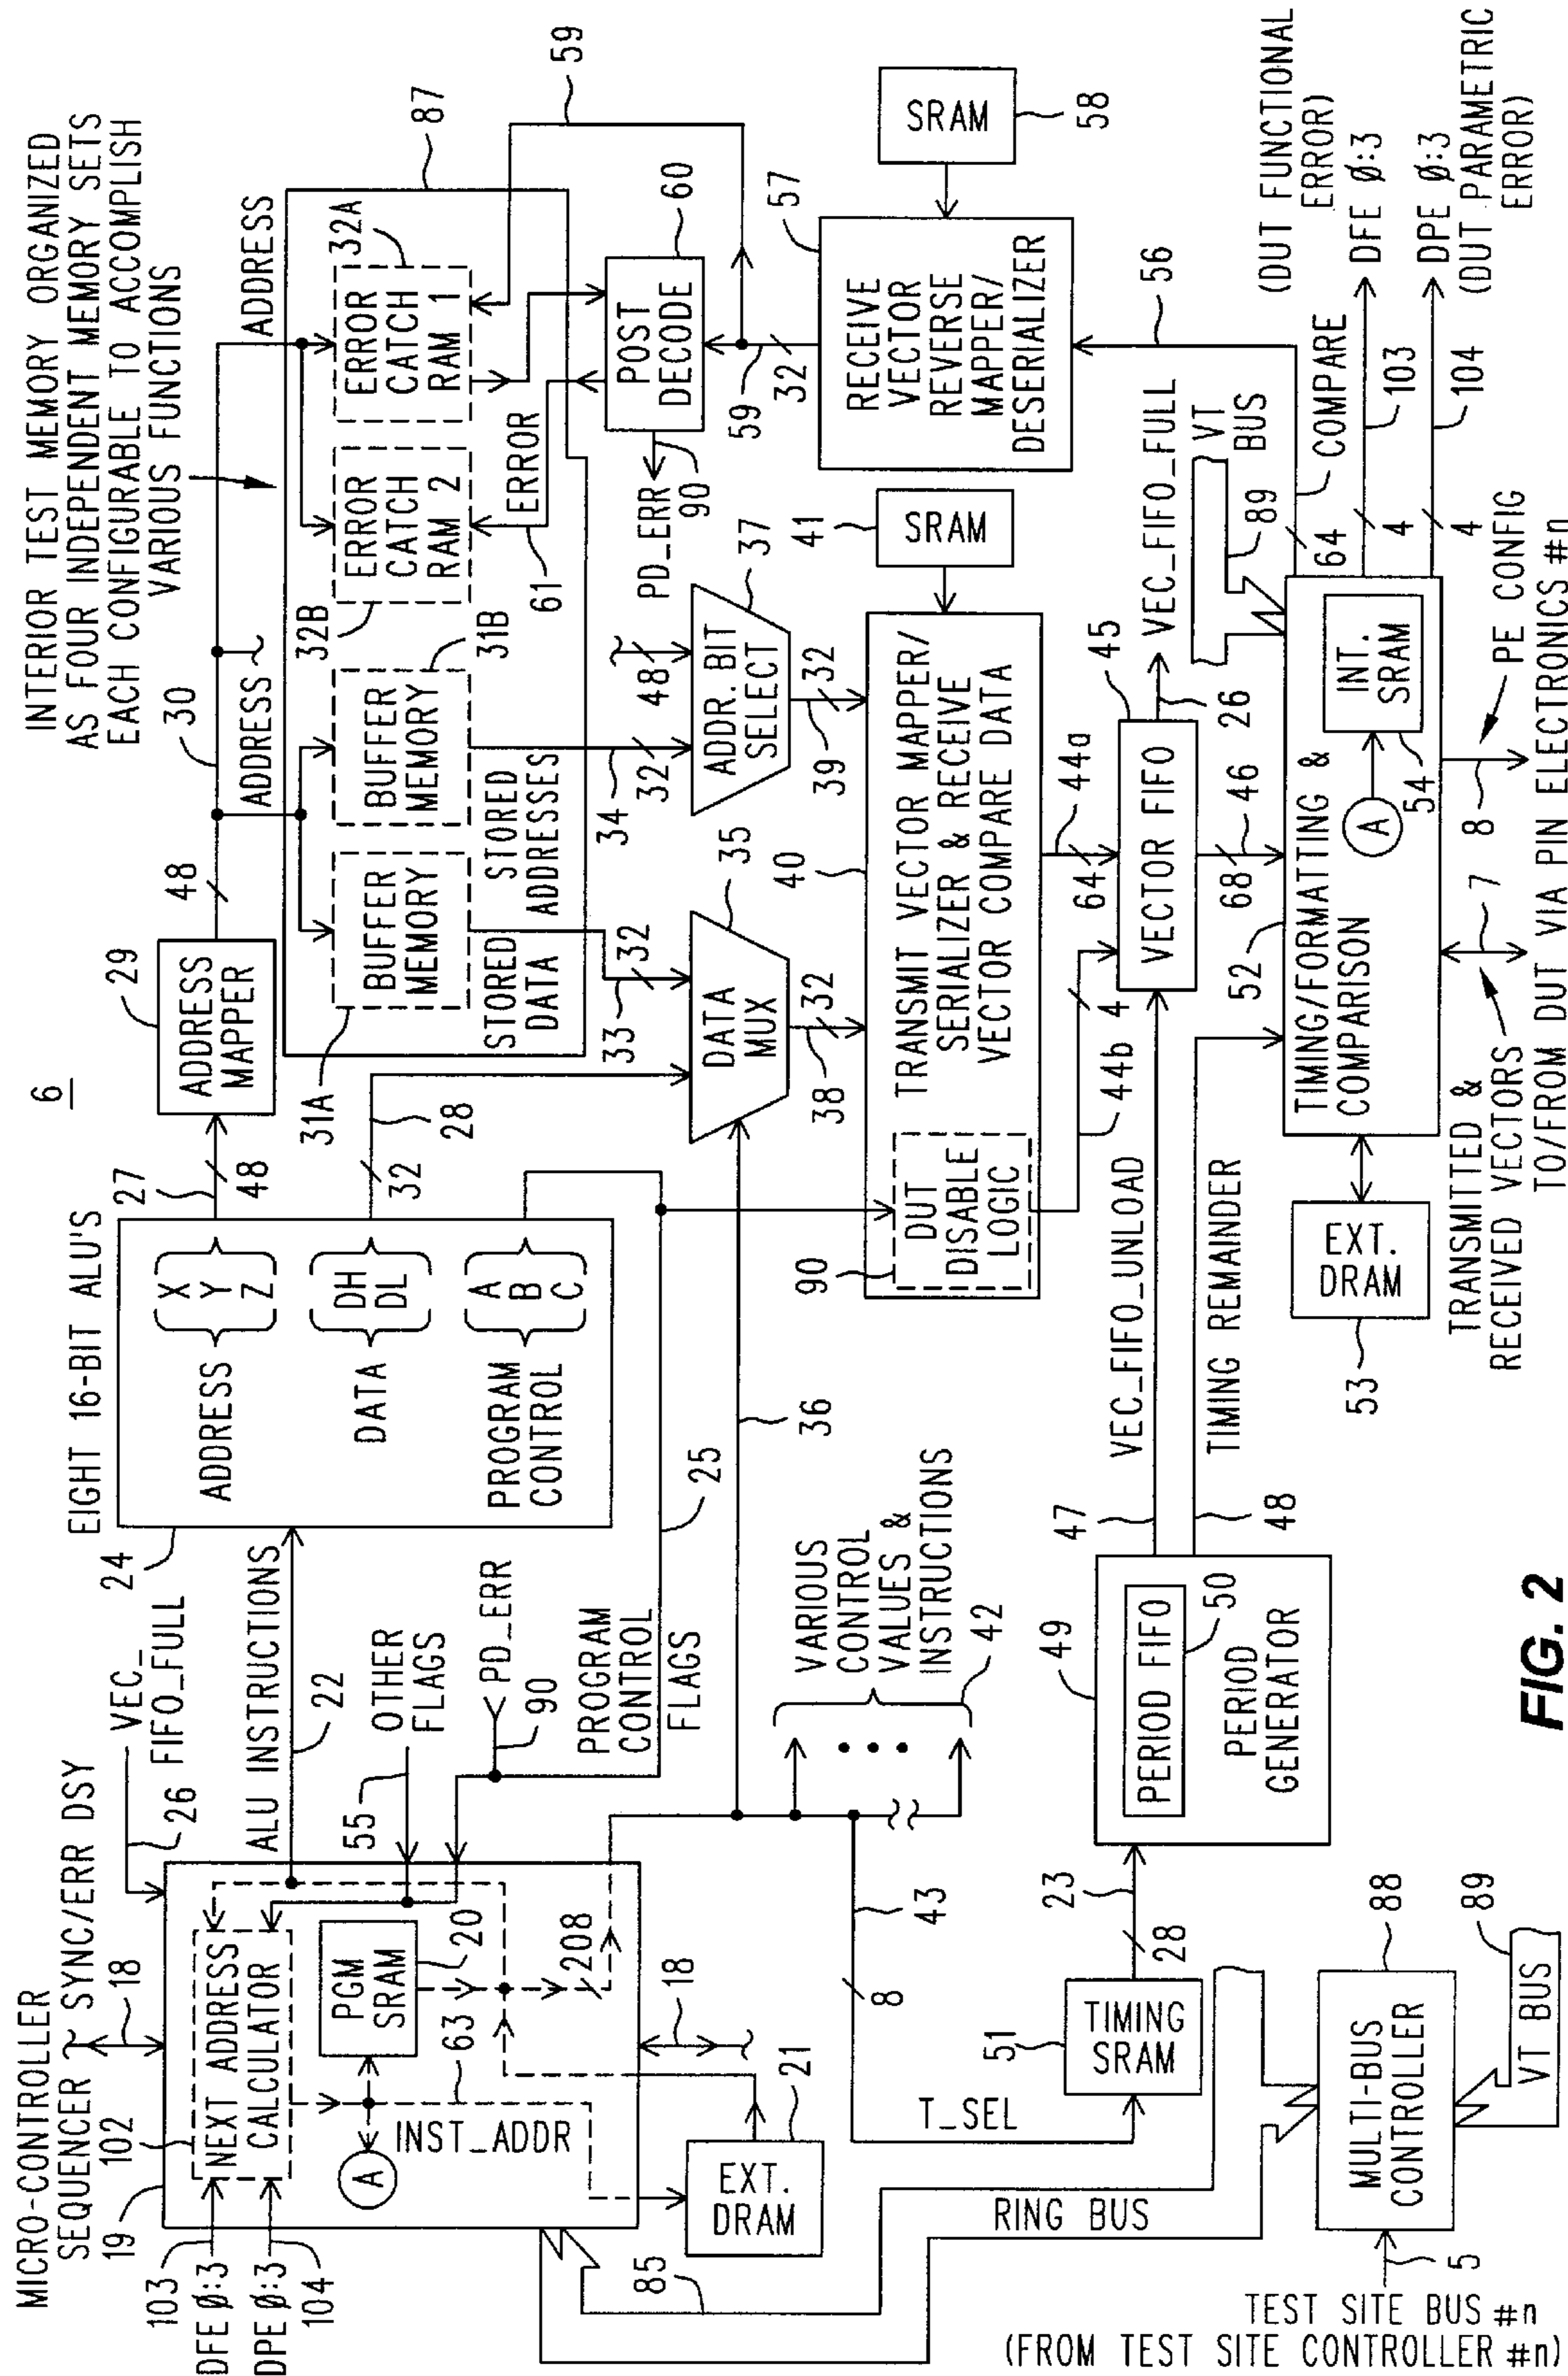 6
MICRO-CONTROLLER
SEQUENCER
SYNC/ERR DSY
19
102
18
26
VEC_
FIFO_FULL
103
DFE Ø:3
DPE Ø:3
104
NEXT ADDRESS
CALCULATOR
PGM
SRAM
20
A
INST_ADDR
63
208
18
EXT.
DRAM
21
ALU INSTRUCTIONS
22
55
OTHER
FLAGS
PD_ERR
90
PROGRAM
CONTROL
FLAGS
25
24
EIGHT 16-BIT ALU'S
ADDRESS
X
Y
Z
DATA
DH
DL
PROGRAM
CONTROL
A
B
C
27
48
28
32
29
ADDRESS
MAPPER
48
30
INTERIOR TEST MEMORY ORGANIZED
AS FOUR INDEPENDENT MEMORY SETS
EACH CONFIGURABLE TO ACCOMPLISH
VARIOUS FUNCTIONS
ADDRESS
ADDRESS
87
31A
BUFFER
MEMORY
BUFFER
MEMORY
31B
32B
ERROR
CATCH
RAM 2
ERROR
CATCH
RAM 1
32A
STORED
DATA
STORED
ADDRESSES
33
32
34
32
48
ERROR
61
59
POST
DECODE
60
PD_ERR
90
59
32
36
DATA
MUX
35
38
32
ADDR. BIT
SELECT
37
39
32
41
SRAM
RECEIVE
VECTOR
REVERSE
MAPPER/
DESERIALIZER
57
SRAM
58
56
40
TRANSMIT VECTOR MAPPER/
SERIALIZER & RECEIVE
VECTOR COMPARE DATA
90
DUT
DISABLE
LOGIC
44b
4
64
44a
VECTOR FIFO
45
VEC_FIFO_FULL
26
68
46
VT
BUS
89
VARIOUS
CONTROL
VALUES &
INSTRUCTIONS
42
43
8
T_SEL
51
TIMING
SRAM
28
23
49
PERIOD FIFO
50
PERIOD
GENERATOR
47
VEC_FIFO_UNLOAD
48
TIMING REMAINDER
52
TIMING/FORMATING &
COMPARISON
A
INT.
SRAM
54
EXT.
DRAM
53
64
COMPARE
4
103
DFE Ø:3
(DUT FUNCTIONAL
ERROR)
4
104
DPE Ø:3
(DUT PARAMETRIC
ERROR)
7
8
PE CONFIG
TRANSMITTED &
RECEIVED VECTORS
TO/FROM DUT VIA PIN ELECTRONICS #n
85
RING BUS
MULTI-BUS
CONTROLLER
88
VT BUS
89
5
TEST SITE BUS #n
(FROM TEST SITE CONTROLLER #n)
FIG. 2